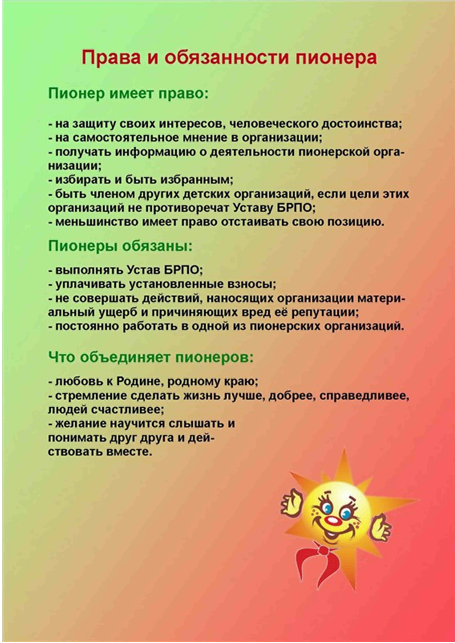 Права и обязанности пионера
Пионер имеет право:
- на защиту своих интересов, человеческого достоинства;
- на самостоятельное мнение в организации;
- получать информацию о деятельности пионерской орга-
низации;
- избирать и быть избранным;
- быть членом других детских организаций, если цели этих
организаций не противоречат Уставу БРПО;
- меньшинство имеет право отстаивать свою позицию.
Пионеры обязаны:
- выполнять Устав БРПО;
- уплачивать установленные взносы;
- не совершать действий, наносящих организации матери-
альный ущерб и причиняющих вред её репутации;
- постоянно работать в одной из пионерских организаций.
Что объединяет пионеров:
- любовь к Родине, родному краю;
- стремление сделать жизнь лучше, добрее, справедливее,
людей счастливее;
- желание научится слышать и
понимать друг друга и дей-
ствовать вместе.